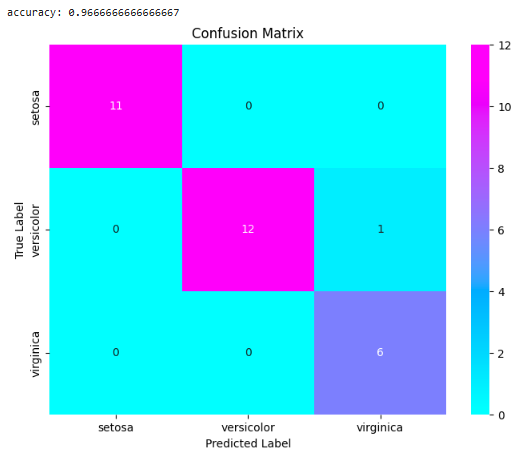 accuracy: 0.9666666666666667
Confusion Matrix
12
setosa 11 0 0
10
8
True Label
versicolor 0 12 1
6
4
virginica 0 0 6
2
0
setosa versicolor virginica
Predicted Label